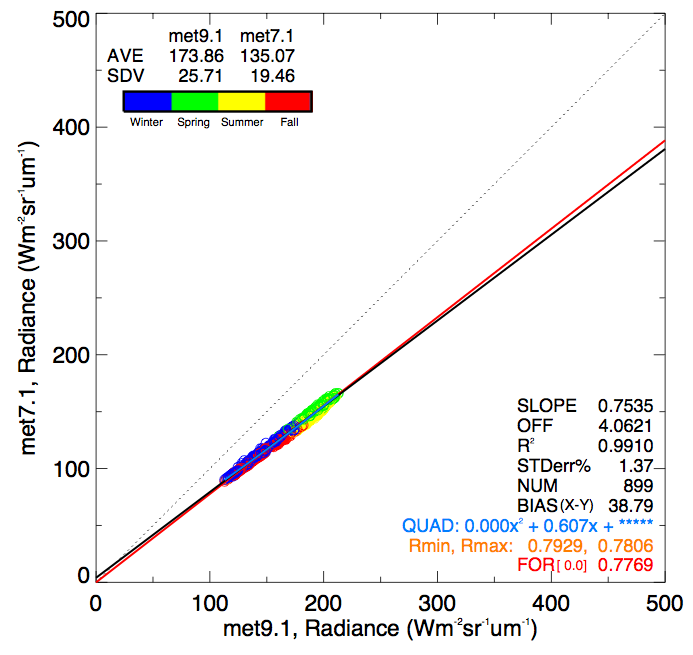 500
400
300
200
100
0
met7.1, Radiance (Wm⁻²sr⁻¹um⁻¹)
met9.1 met7.1
AVE 173.86 135.07
SDV 25.71 19.46
Winter Spring Summer Fall
SLOPE 0.7535
OFF 4.0621
R² 0.9910
STDerr% 1.37
NUM 899
BIAS(X-Y) 38.79
QUAD: 0.000x² + 0.607x + *****
Rmin, Rmax: 0.7929, 0.7806
FOR[ 0.0] 0.7769
0 100 200 300 400 500
met9.1, Radiance (Wm⁻²sr⁻¹um⁻¹)